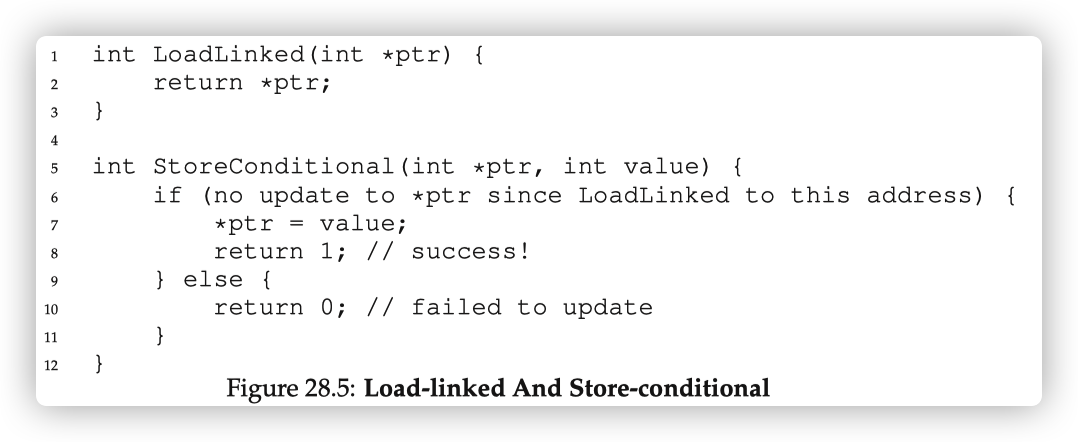 1 int LoadLinked(int *ptr) {
2 return *ptr;
3 }
4
5 int StoreConditional(int *ptr, int value) {
6 if (no update to *ptr since LoadLinked to this address) {
7 *ptr = value;
8 return 1; // success!
9 } else {
10 return 0; // failed to update
11 }
12 }
Figure 28.5: Load-linked And Store-conditional